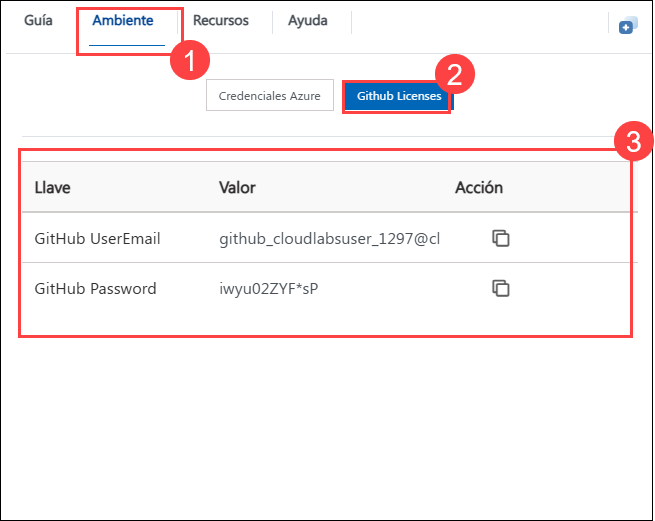 Guía Ambiente Recursos Ayuda
1
2
Credenciales Azure Github Licenses
3
Llave Valor Acción
GitHub UserEmail github_cloudlabsuser_1297@cl
GitHub Password iwyu02ZYF*sP